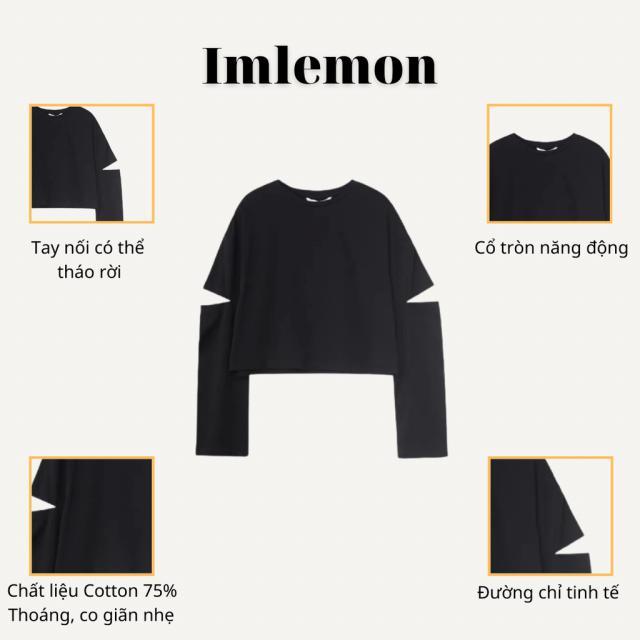 Imlemon
Tay nối có thể
tháo rời
Cổ tròn năng động
Chất liệu Cotton 75%
Thoáng, co giãn nhẹ
Đường chỉ tinh tế